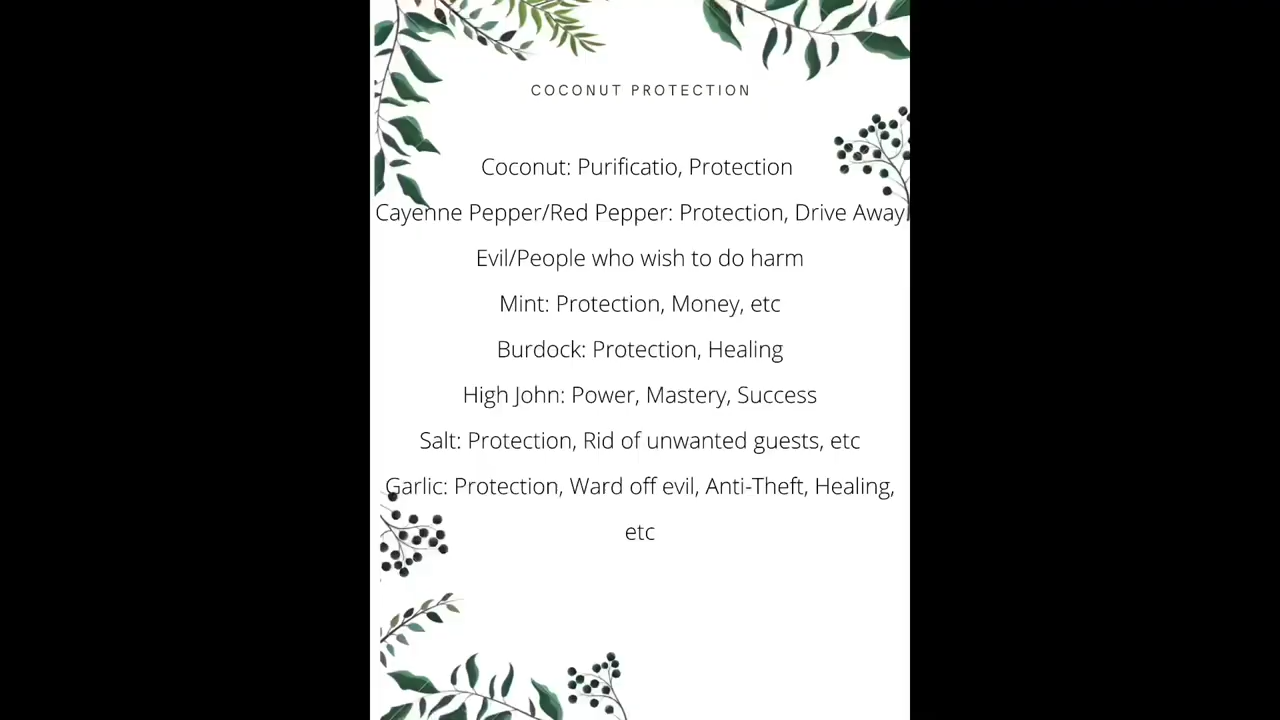 COCONUT PROTECTION
Coconut: Purificatio, Protection
Cayenne Pepper/Red Pepper: Protection, Drive Away
Evil/People who wish to do harm
Mint: Protection, Money, etc
Burdock: Protection, Healing
High John: Power, Mastery, Success
Salt: Protection, Rid of unwanted guests, etc
Garlic: Protection, Ward off evil, Anti-Theft, Healing,
etc